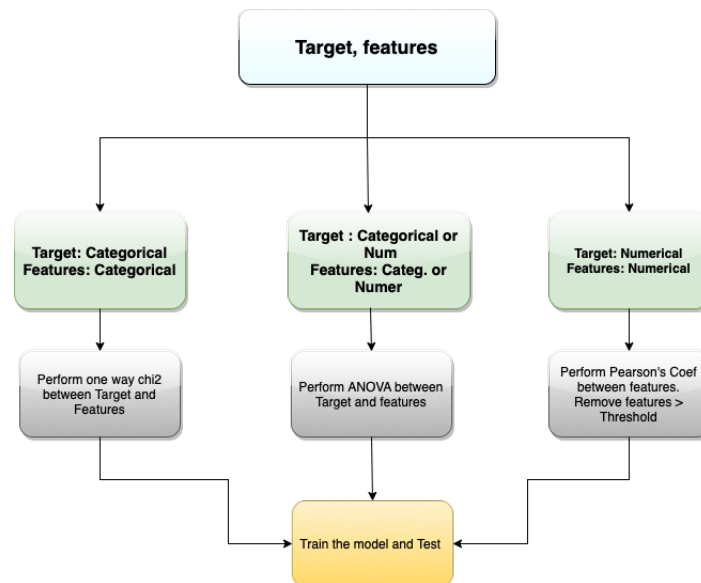 Target, features
Target: Categorical
Features: Categorical
Target : Categorical or
Num
Features: Categ. or
Numer
Target: Numerical
Features: Numerical
Perform one way chi2
between Target and
Features
Perform ANOVA between
Target and features
Perform Pearson's Coef
between features.
Remove features >
Threshold
Train the model and Test